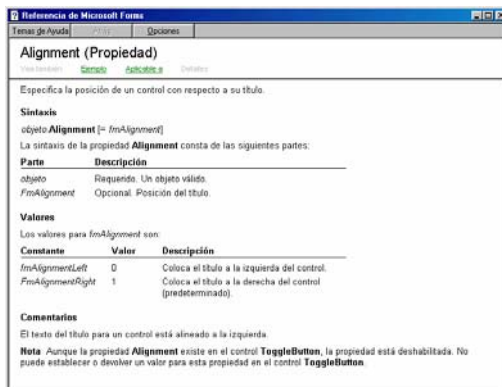 Referencia de Microsoft Forms
Temas de Ayuda Atrás Opciones
Alignment (Propiedad)
Vea también Ejemplo Aplicable a Detalles
Especifica la posición de un control con respecto a su título.
Sintaxis
objeto.Alignment [= fmAlignment]
La sintaxis de la propiedad Alignment consta de las siguientes partes:
Parte Descripción
objeto Requerido. Un objeto válido.
FmAlignment Opcional. Posición del título.
Valores
Los valores para fmAlignment son:
Constante Valor Descripción
fmAlignmentLeft 0 Coloca el título a la izquierda del control.
FmAlignmentRight 1 Coloca el título a la derecha del control
(predeterminado).
Comentarios
El texto del título para un control está alineado a la izquierda.
Nota Aunque la propiedad Alignment existe en el control ToggleButton, la propiedad está deshabilitada. No
puede establecer o devolver un valor para esta propiedad en el control ToggleButton.